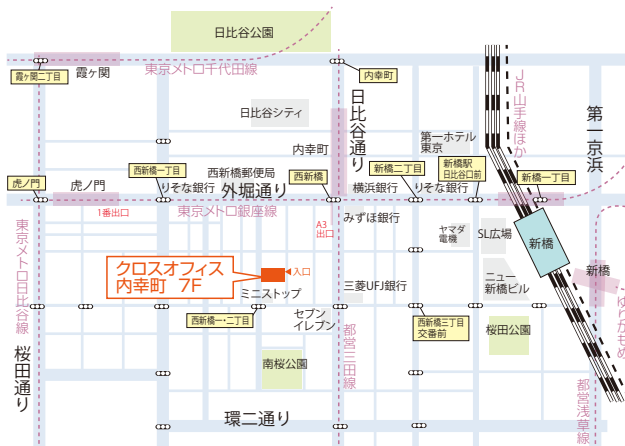 日比谷公園
霞ヶ関二丁目
霞ヶ関
東京メトロ千代田線
内幸町
日比谷通り
JR山手線ほか
第一京浜
日比谷シティ
内幸町
第一ホテル
東京
虎ノ門
虎ノ門
西新橋一丁目
りそな銀行
西新橋郵便局
外堀通り
西新橋
新橋二丁目
横浜銀行
りそな銀行
新橋駅
日比谷口前
新橋一丁目
1番出口
東京メトロ銀座線
A3
出口
みずほ銀行
ヤマダ
電機
SL広場
新橋
東京メトロ日比谷線
クロスオフィス
内幸町 7F
入口
ミニストップ
三菱UFJ銀行
ニュー
新橋ビル
新橋
ゆりかもめ
西新橋一・二丁目
セブン
イレブン
都営三田線
西新橋三丁目
交番前
桜田公園
桜田通り
南桜公園
都営浅草線
環二通り